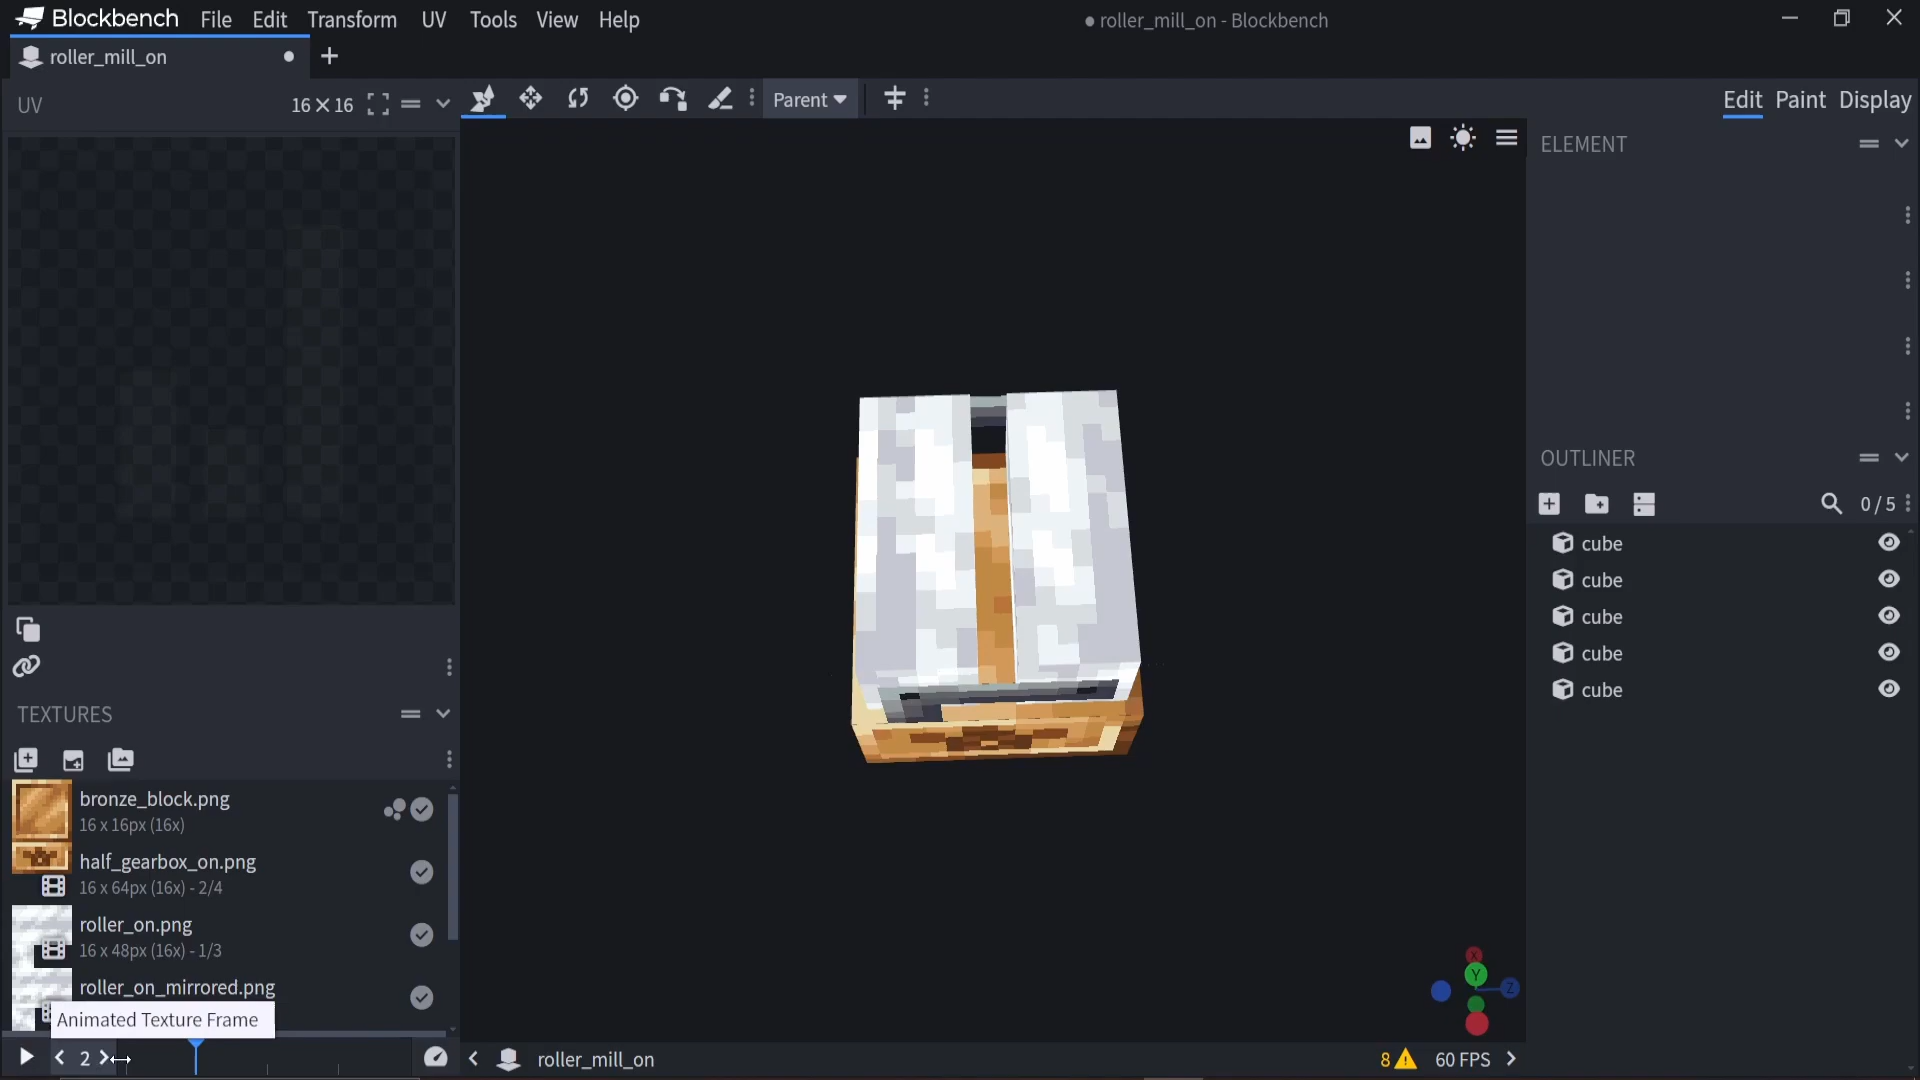 Blockbench File Edit Transform UV Tools View Help
● roller_mill_on - Blockbench
roller_mill_on
UV 16×16
Parent
Edit Paint Display
ELEMENT
OUTLINER
0 / 5
cube
cube
cube
cube
cube
TEXTURES
bronze_block.png
16 x 16px (16x)
half_gearbox_on.png
16 x 64px (16x) - 2/4
roller_on.png
16 x 48px (16x) - 1/3
roller_on_mirrored.png
Animated Texture Frame
2
roller_mill_on
8
60 FPS
X
Y
Z